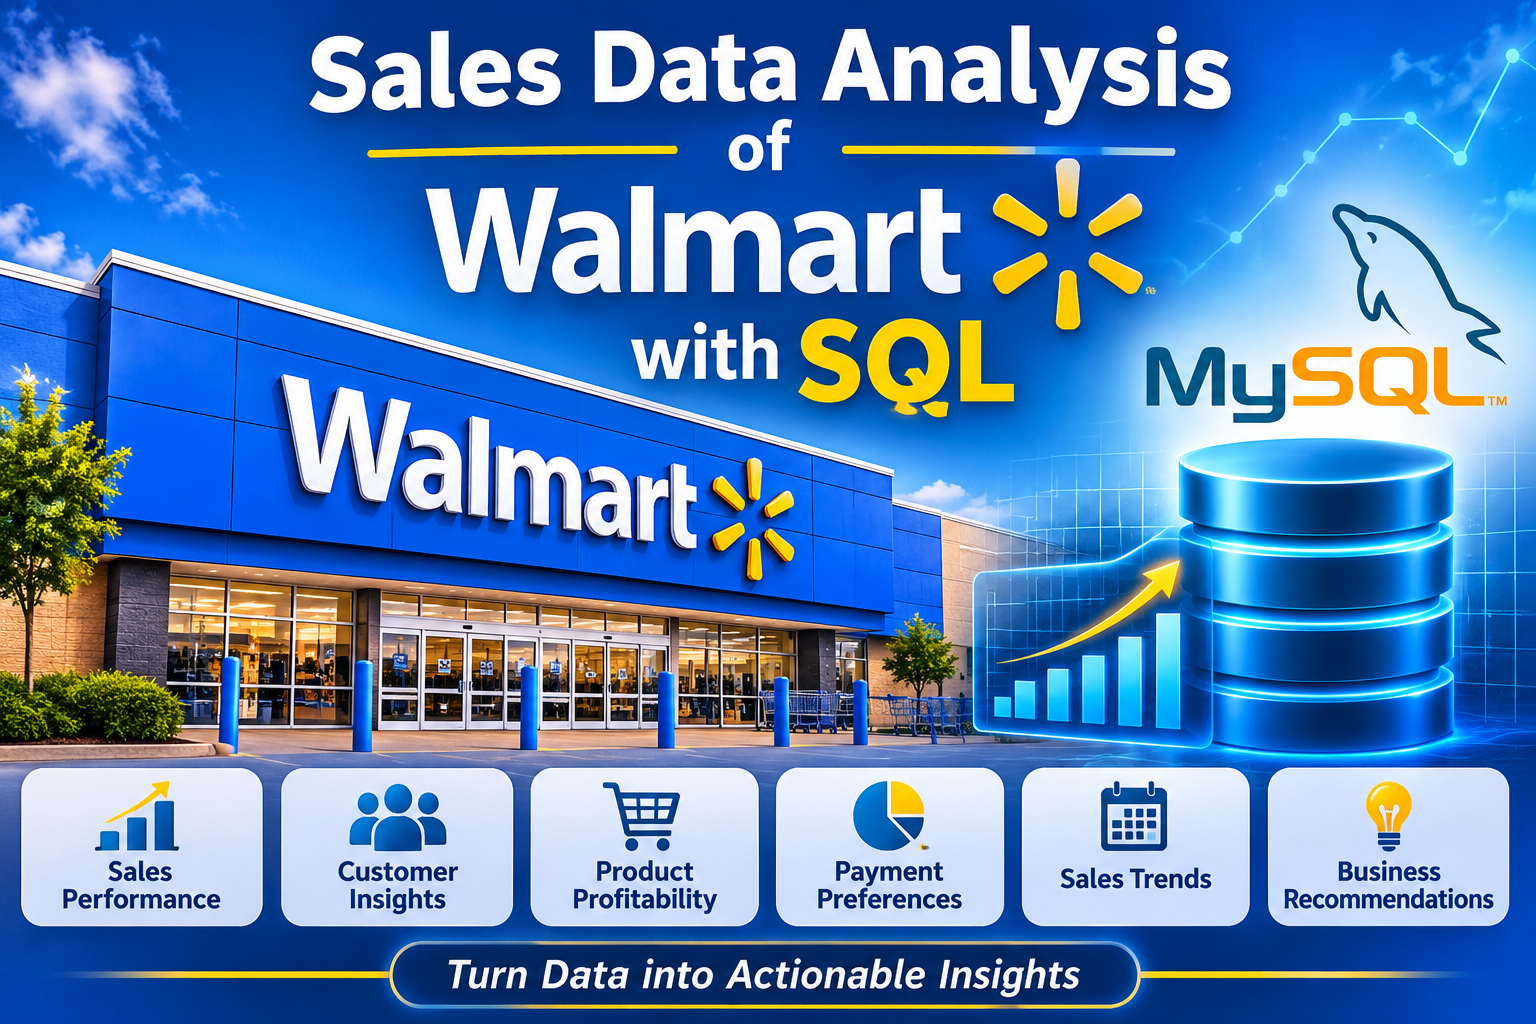 Sales Data Analysis
of
Walmart
with SQL
MySQL™
Walmart
Sales
Performance
Customer
Insights
Product
Profitability
Payment
Preferences
Sales Trends
Business
Recommendations
Turn Data into Actionable Insights